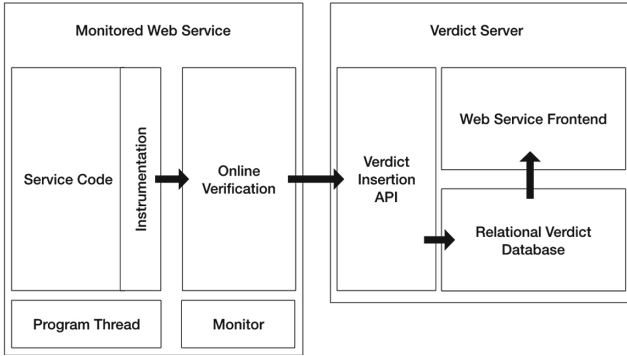 Monitored Web Service
Verdict Server
Service Code
Instrumentation
Online
Verification
Verdict
Insertion
API
Web Service Frontend
Relational Verdict
Database
Program Thread
Monitor